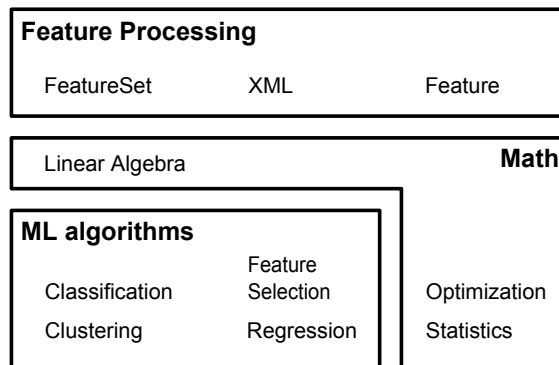 Feature Processing
FeatureSet XML Feature
Linear Algebra Math
ML algorithms
Feature
Classification Selection Optimization
Clustering Regression Statistics